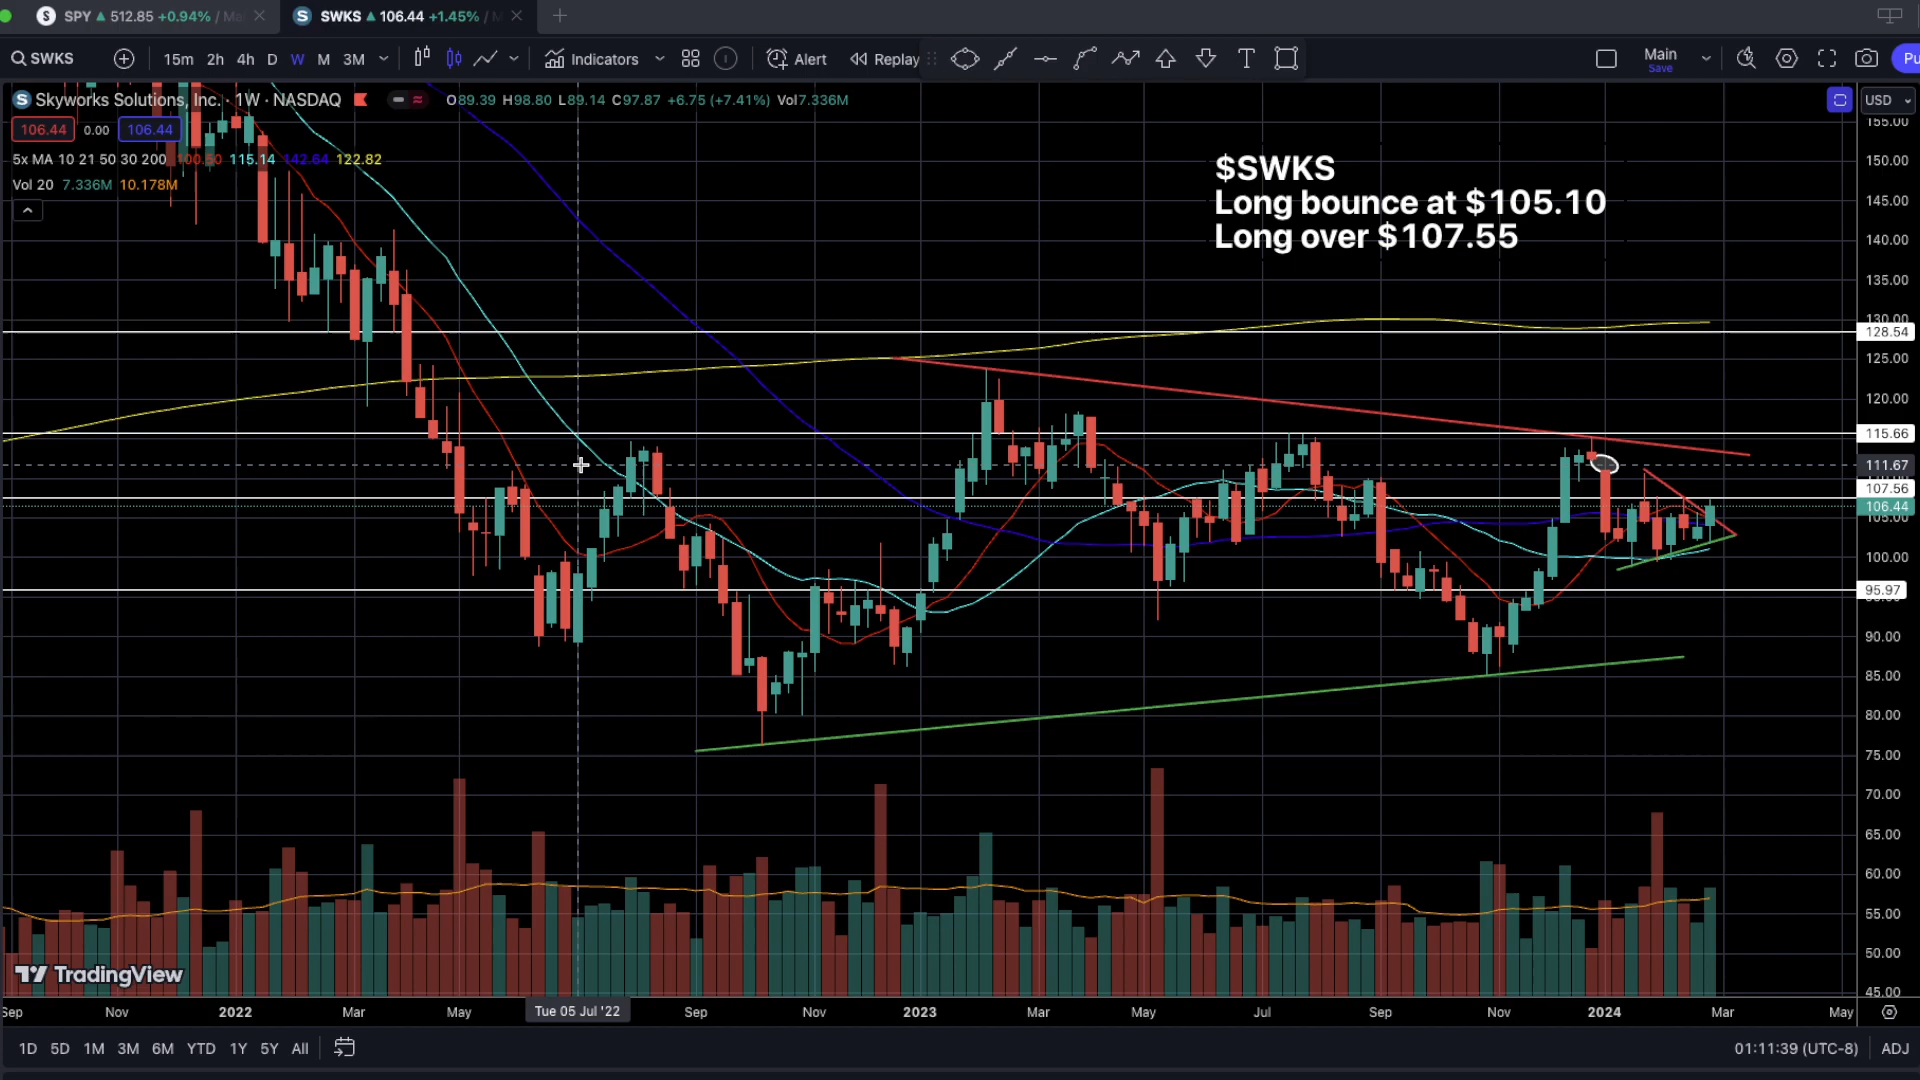 SPY ▲ 512.85 +0.94% / Ma
SWKS ▲ 106.44 +1.45% /
SWKS 15m 2h 4h D W M 3M Indicators Alert Replay T Main Save Pu
Skyworks Solutions, Inc. · 1W · NASDAQ O89.39 H98.80 L89.14 C97.87 +6.75 (+7.41%) Vol7.336M
USD
106.44 0.00 106.44
5x MA 10 21 50 30 200 100.50 115.14 142.64 122.82
Vol 20 7.336M 10.178M
$SWKS
Long bounce at $105.10
Long over $107.55
155.00
150.00
145.00
140.00
135.00
130.00
128.54
125.00
120.00
115.66
111.67
107.56
106.44
105.00
100.00
95.97
90.00
85.00
80.00
75.00
70.00
65.00
60.00
55.00
50.00
45.00
TradingView
Sep Nov 2022 Mar May Tue 05 Jul '22 Sep Nov 2023 Mar May Jul Sep Nov 2024 Mar May
1D 5D 1M 3M 6M YTD 1Y 5Y All 01:11:39 (UTC-8) ADJ